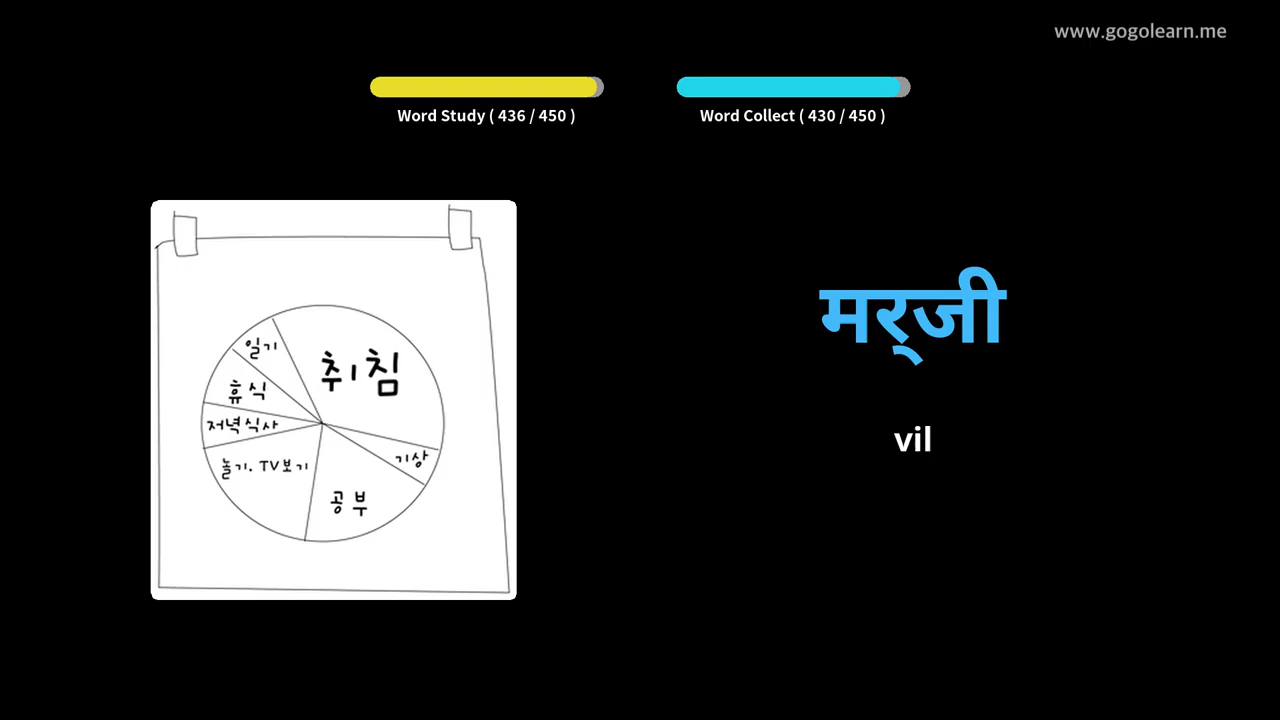 www.gogolearn.me
Word Study ( 436 / 450 )
Word Collect ( 430 / 450 )
일기
취침
휴식
저녁식사
기상
놀기. TV보기
공부
मर्‌जी
vil